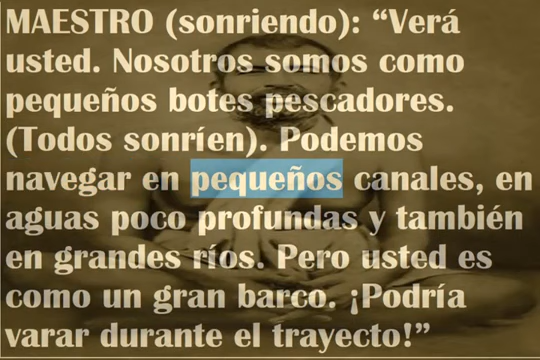 MAESTRO (sonriendo): “Verá
usted. Nosotros somos como
pequeños botes pescadores.
(Todos sonríen). Podemos
navegar en pequeños canales, en
aguas poco profundas y también
en grandes ríos. Pero usted es
como un gran barco. ¡Podría
varar durante el trayecto!”